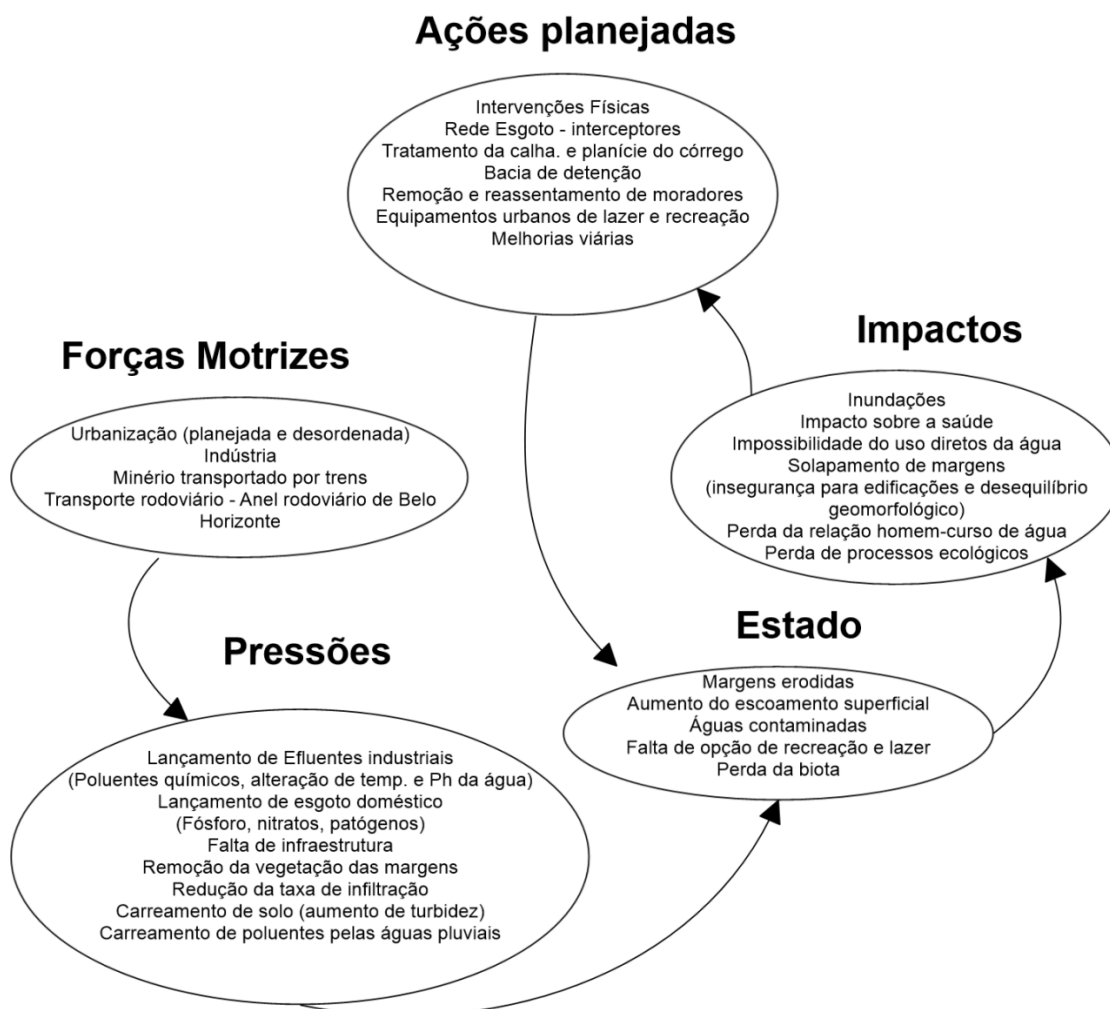 Ações planejadas
Intervenções Físicas
Rede Esgoto - interceptores
Tratamento da calha. e planície do córrego
Bacia de detenção
Remoção e reassentamento de moradores
Equipamentos urbanos de lazer e recreação
Melhorias viárias
Forças Motrizes
Urbanização (planejada e desordenada)
Indústria
Minério transportado por trens
Transporte rodoviário - Anel rodoviário de Belo
Horizonte
Impactos
Inundações
Impacto sobre a saúde
Impossibilidade do uso diretos da água
Solapamento de margens
(insegurança para edificações e desequilíbrio
geomorfológico)
Perda da relação homem-curso de água
Perda de processos ecológicos
Pressões
Lançamento de Efluentes industriais
(Poluentes químicos, alteração de temp. e Ph da água)
Lançamento de esgoto doméstico
(Fósforo, nitratos, patógenos)
Falta de infraestrutura
Remoção da vegetação das margens
Redução da taxa de infiltração
Carreamento de solo (aumento de turbidez)
Carreamento de poluentes pelas águas pluviais
Estado
Margens erodidas
Aumento do escoamento superficial
Águas contaminadas
Falta de opção de recreação e lazer
Perda da biota